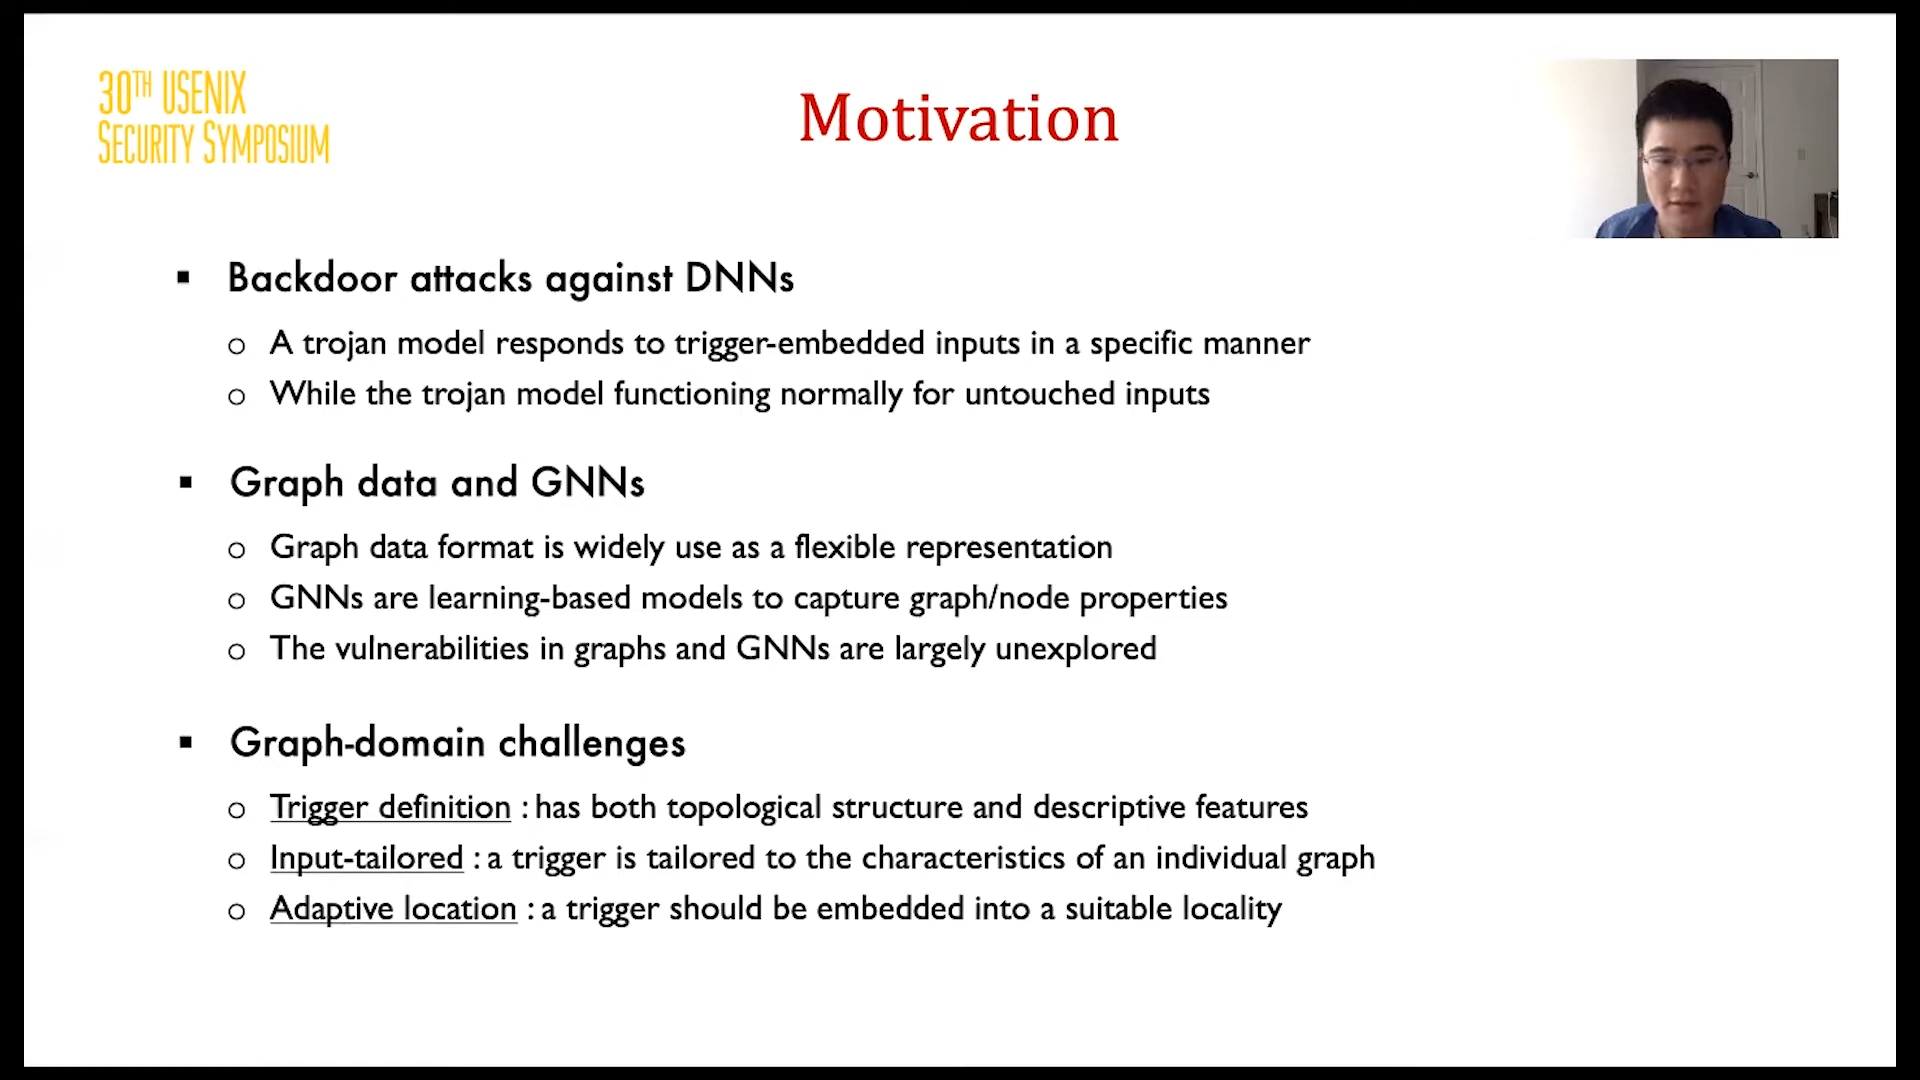 30TH USENIX
SECURITY SYMPOSIUM
Motivation
▪ Backdoor attacks against DNNs
o A trojan model responds to trigger-embedded inputs in a specific manner
o While the trojan model functioning normally for untouched inputs
▪ Graph data and GNNs
o Graph data format is widely use as a flexible representation
o GNNs are learning-based models to capture graph/node properties
o The vulnerabilities in graphs and GNNs are largely unexplored
▪ Graph-domain challenges
o Trigger definition : has both topological structure and descriptive features
o Input-tailored : a trigger is tailored to the characteristics of an individual graph
o Adaptive location : a trigger should be embedded into a suitable locality